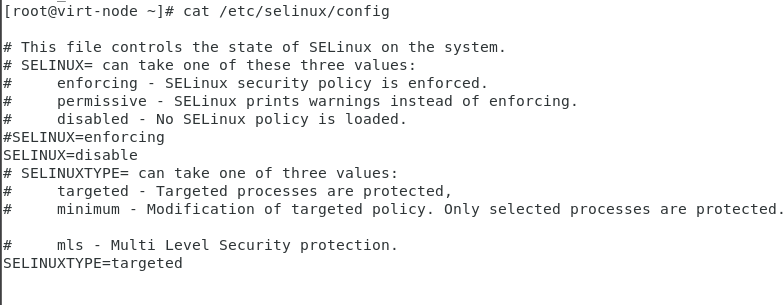 [root@virt-node ~]# cat /etc/selinux/config
# This file controls the state of SELinux on the system.
# SELINUX= can take one of these three values:
#     enforcing - SELinux security policy is enforced.
#     permissive - SELinux prints warnings instead of enforcing.
#     disabled - No SELinux policy is loaded.
#SELINUX=enforcing
SELINUX=disable
# SELINUXTYPE= can take one of three values:
#     targeted - Targeted processes are protected,
#     minimum - Modification of targeted policy. Only selected processes are protected.
#     mls - Multi Level Security protection.
SELINUXTYPE=targeted